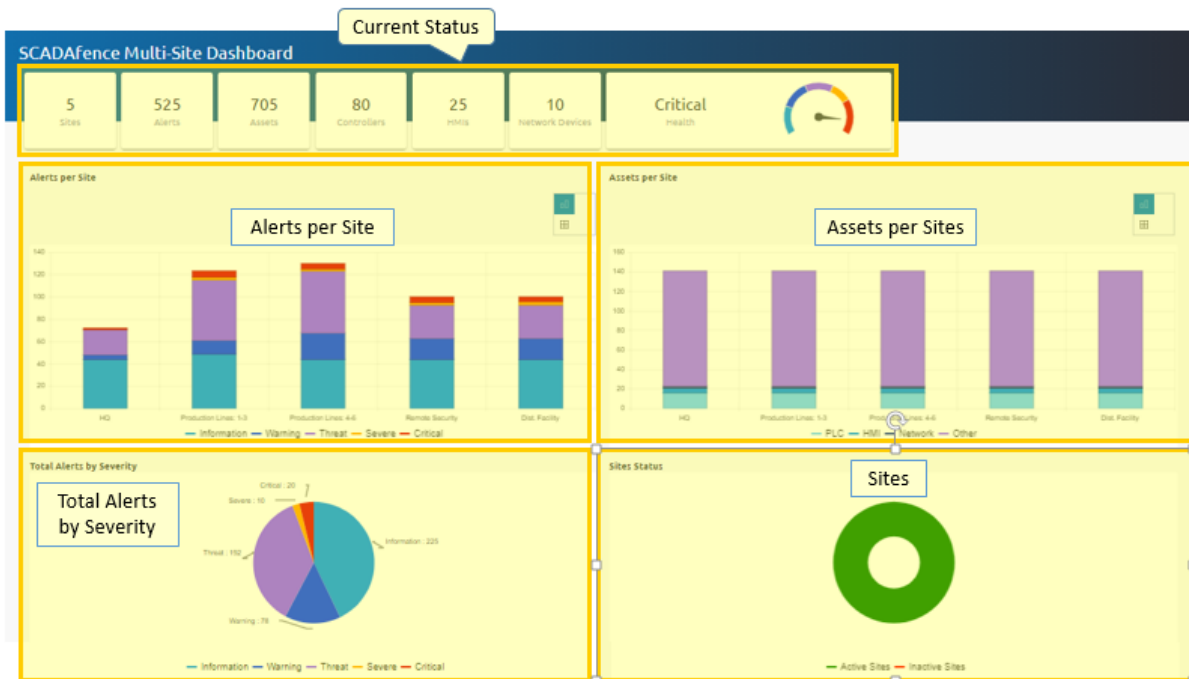 Current Status
SCADAfence Multi-Site Dashboard
5 525 705 80 25 10 Critical
Sites Alerts Assets Controllers HMIs Network Devices Health
Alerts per Site
Alerts per Site
140
120
100
80
60
40
20
0
HQ Production Lines: 1-3 Production Lines: 4-6 Remote Security Dist. Facility
Information Warning Threat Severe Critical
Assets per Site
Assets per Sites
160
140
120
100
80
60
40
20
0
HQ Production Lines: 1-3 Production Lines: 4-6 Remote Security Dist. Facility
PLC HMI Network Other
Total Alerts by Severity
Total Alerts
by Severity
Critical : 20
Severe : 10
Threat : 192
Information : 225
Warning : 78
Information Warning Threat Severe Critical
Sites Status
Sites
Active Sites Inactive Sites